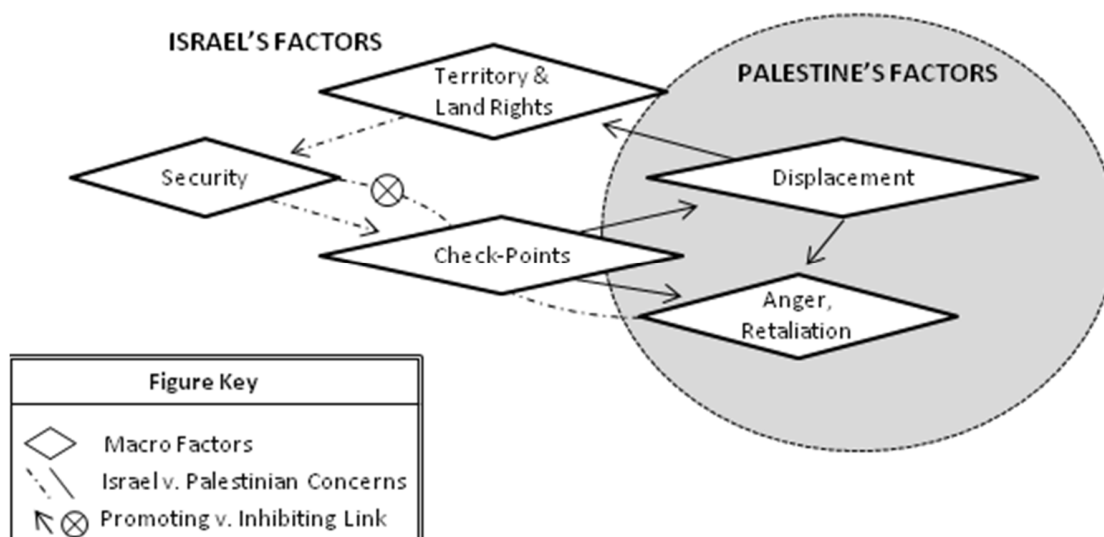 ISRAEL'S FACTORS
Territory &
Land Rights
PALESTINE'S FACTORS
Security
Displacement
Check-Points
Anger,
Retaliation
Figure Key
Macro Factors
Israel v. Palestinian Concerns
Promoting v. Inhibiting Link